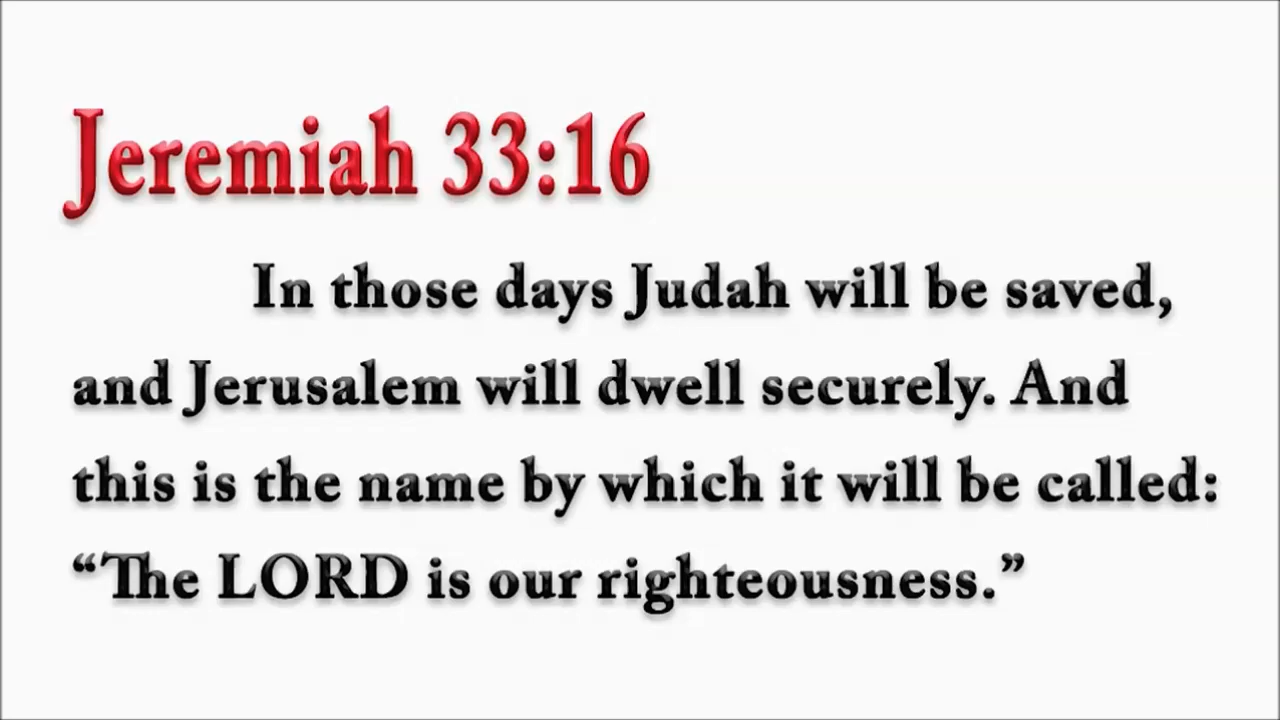 Jeremiah 33:16
In those days Judah will be saved,
and Jerusalem will dwell securely. And
this is the name by which it will be called:
“The LORD is our righteousness.”